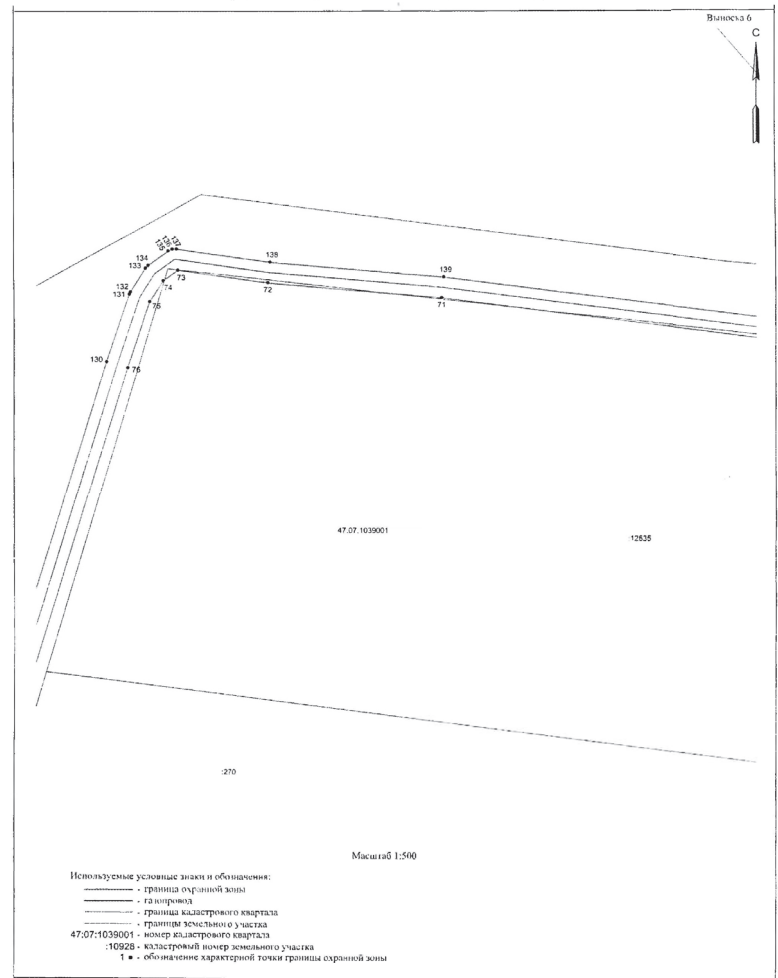 Выноска 6
С
137
136
135
134
133
132
131
130
138
139
73
74
75
76
72
71
47:07:1039001
:12635
:270
Масштаб 1:500
Используемые условные знаки и обозначения:
- граница охранной зоны
- газопровод
- граница кадастрового квартала
- границы земельного участка
47:07:1039001 - номер кадастрового квартала
:10928 - кадастровый номер земельного участка
1 ■ - обозначение характерной точки границы охранной зоны